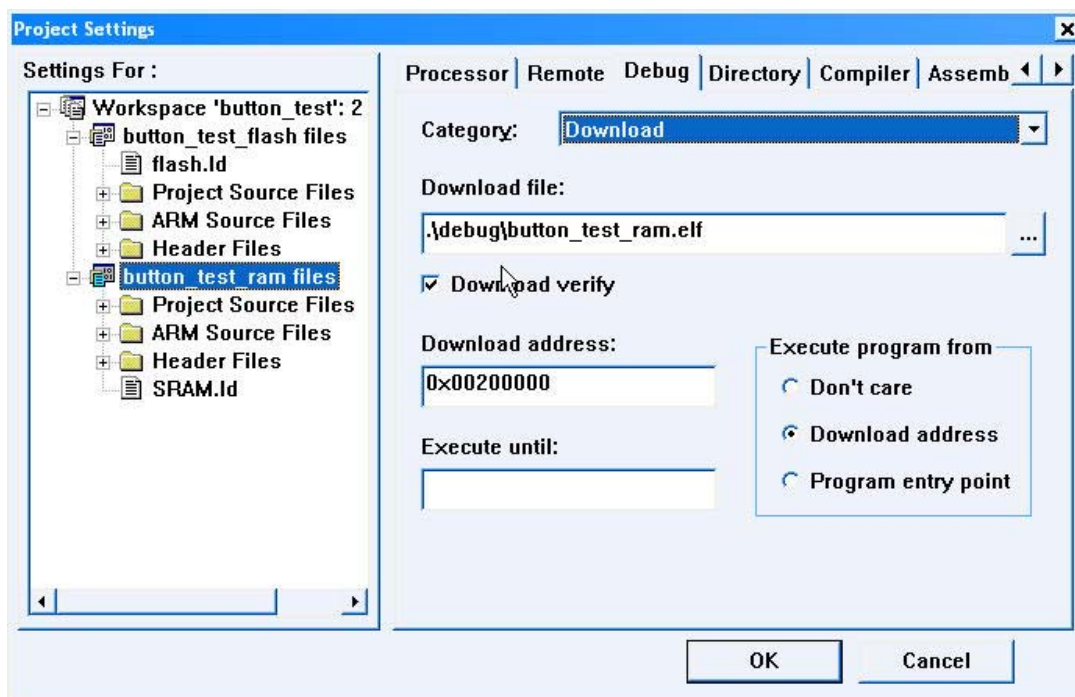 Project Settings
Settings For :
Workspace 'button_test': 2
button_test_flash files
flash.ld
Project Source Files
ARM Source Files
Header Files
button_test_ram files
Project Source Files
ARM Source Files
Header Files
SRAM.ld
Processor Remote Debug Directory Compiler Assemb
Category: Download
Download file:
.\debug\button_test_ram.elf
...
Download verify
Download address:
0x00200000
Execute until:
Execute program from
Don't care
Download address
Program entry point
OK Cancel